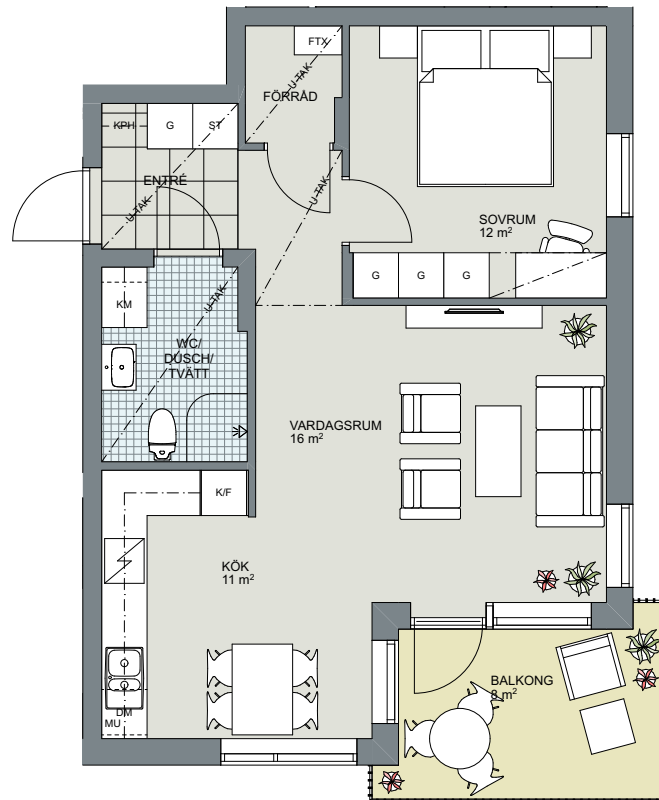 FTX
U-TAK
FÖRRÅD
KPH
G
ST
U-TAK
ENTRÉ
U-TAK
SOVRUM
12 m²
G
G
G
KM
U-TAK
WC/
DUSCH/
TVÄTT
VARDAGSRUM
16 m²
K/F
KÖK
11 m²
BALKONG
8 m²
DM
MU